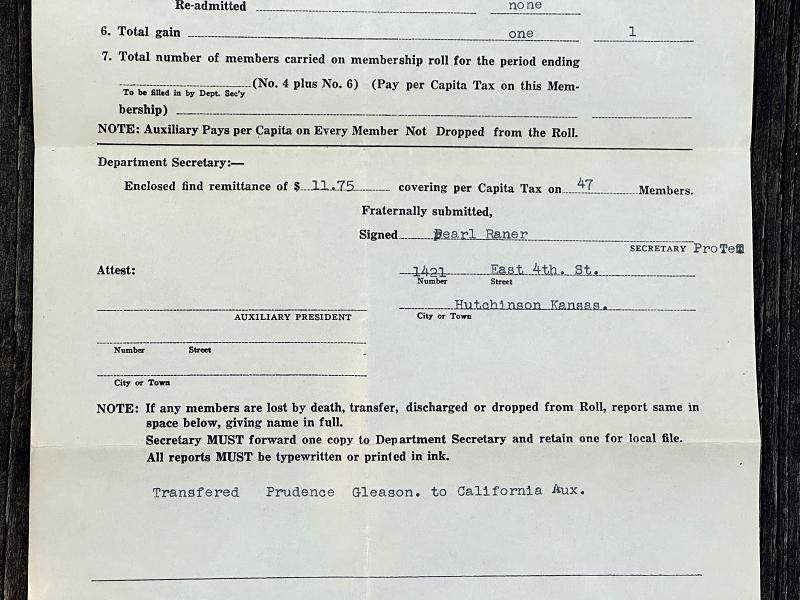 Re-admitted none
6. Total gain one 1
7. Total number of members carried on membership roll for the period ending
(No. 4 plus No. 6) (Pay per Capita Tax on this Mem-
To be filled in by Dept. Sec'y
bership)
NOTE: Auxiliary Pays per Capita on Every Member Not Dropped from the Roll.
Department Secretary:—
Enclosed find remittance of $ 11.75 covering per Capita Tax on 47 Members.
Fraternally submitted,
Signed Pearl Raner
SECRETARY ProTem
Attest: 1421 East 4th. St.
Number Street
Hutchinson Kansas.
AUXILIARY PRESIDENT City or Town
Number Street
City or Town
NOTE: If any members are lost by death, transfer, discharged or dropped from Roll, report same in
space below, giving name in full.
Secretary MUST forward one copy to Department Secretary and retain one for local file.
All reports MUST be typewritten or printed in ink.
Transfered Prudence Gleason. to California Aux.